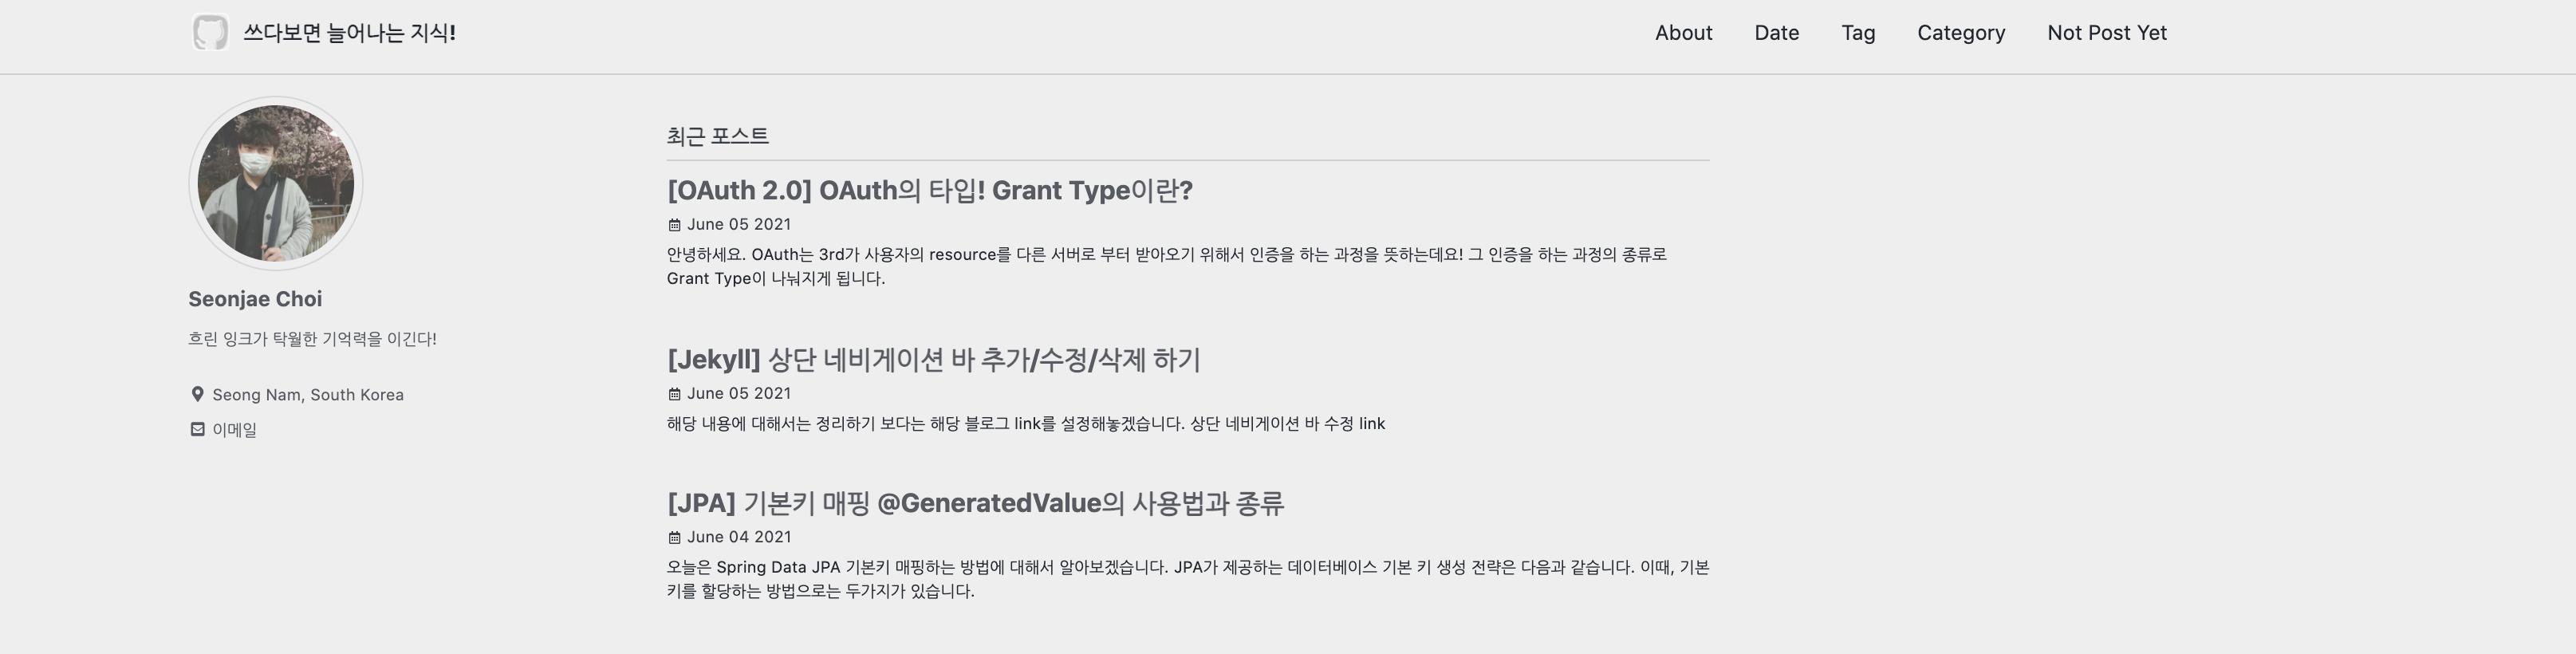 쓰다보면 늘어나는 지식!
About Date Tag Category Not Post Yet
Seonjae Choi
흐린 잉크가 탁월한 기억력을 이긴다!
Seong Nam, South Korea
이메일
최근 포스트
[OAuth 2.0] OAuth의 타입! Grant Type이란?
June 05 2021
안녕하세요. OAuth는 3rd가 사용자의 resource를 다른 서버로 부터 받아오기 위해서 인증을 하는 과정을 뜻하는데요! 그 인증을 하는 과정의 종류로
Grant Type이 나눠지게 됩니다.
[Jekyll] 상단 네비게이션 바 추가/수정/삭제 하기
June 05 2021
해당 내용에 대해서는 정리하기 보다는 해당 블로그 link를 설정해놓겠습니다. 상단 네비게이션 바 수정 link
[JPA] 기본키 매핑 @GeneratedValue의 사용법과 종류
June 04 2021
오늘은 Spring Data JPA 기본키 매핑하는 방법에 대해서 알아보겠습니다. JPA가 제공하는 데이터베이스 기본 키 생성 전략은 다음과 같습니다. 이때, 기본
키를 할당하는 방법으로는 두가지가 있습니다.